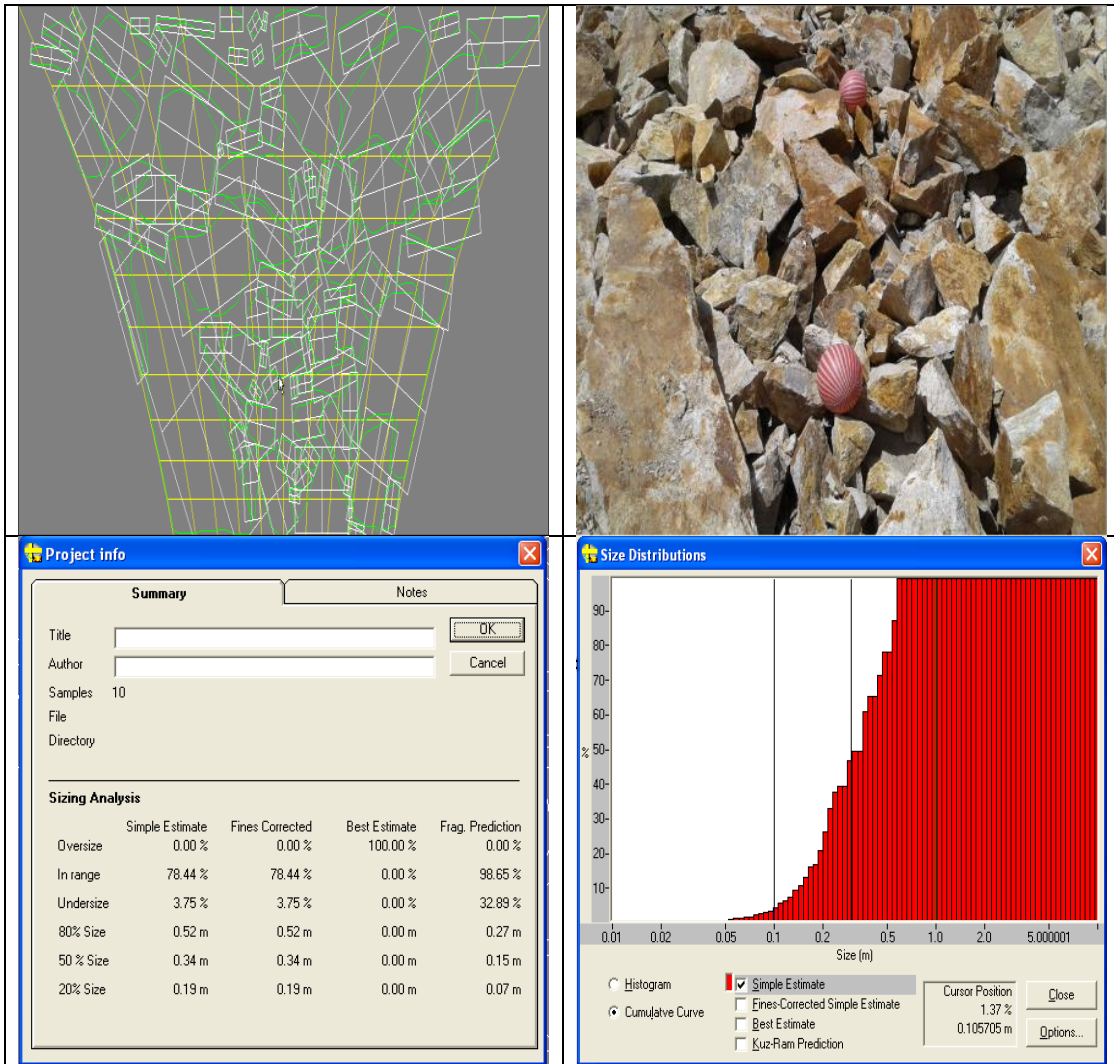 Project info
Summary Notes
Title OK
Author Cancel
Samples 10
File
Directory
Sizing Analysis
Simple Estimate Fines Corrected Best Estimate Frag. Prediction
Oversize 0.00 % 0.00 % 100.00 % 0.00 %
In range 78.44 % 78.44 % 0.00 % 98.65 %
Undersize 3.75 % 3.75 % 0.00 % 32.89 %
80% Size 0.52 m 0.52 m 0.00 m 0.27 m
50 % Size 0.34 m 0.34 m 0.00 m 0.15 m
20% Size 0.19 m 0.19 m 0.00 m 0.07 m
Size Distributions
90-
80-
70-
60-
% 50-
40-
30-
20-
10-
0.01 0.02 0.05 0.1 0.2 0.5 1.0 2.0 5.000001
Size (m)
Histogram
Cumulatve Curve
Simple Estimate
Fines-Corrected Simple Estimate
Best Estimate
Kuz-Ram Prediction
Cursor Position
1.37 %
0.105705 m
Close
Options...